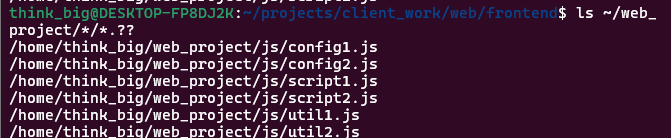 think_big@DESKTOP-FP8DJ2K:~/projects/client_work/web/frontend$ ls ~/web_
project/*/*.??
/home/think_big/web_project/js/config1.js
/home/think_big/web_project/js/config2.js
/home/think_big/web_project/js/script1.js
/home/think_big/web_project/js/script2.js
/home/think_big/web_project/js/util1.js
/home/think_big/web_project/js/util2.js